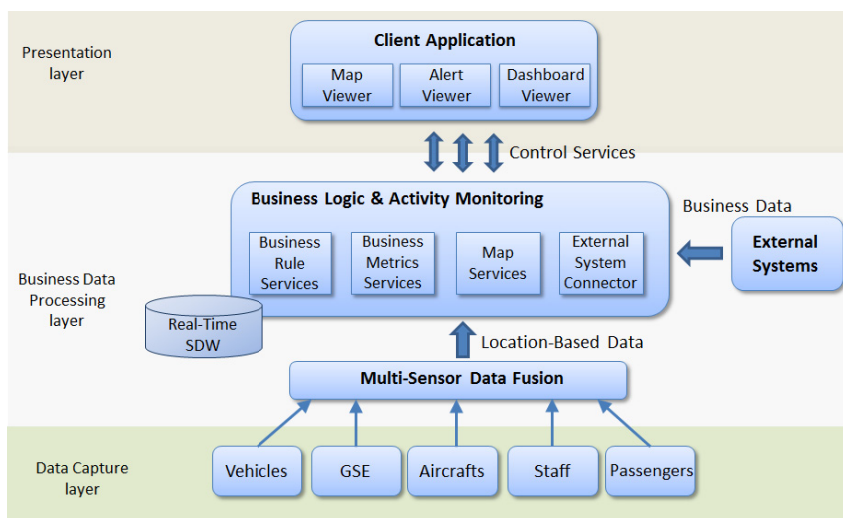 Presentation
layer
Client Application
Map
Viewer
Alert
Viewer
Dashboard
Viewer
Control Services
Business Logic & Activity Monitoring
Business
Rule
Services
Business
Metrics
Services
Map
Services
External
System
Connector
Business Data
External
Systems
Business Data
Processing
layer
Real-Time
SDW
Location-Based Data
Multi-Sensor Data Fusion
Data Capture
layer
Vehicles
GSE
Aircrafts
Staff
Passengers